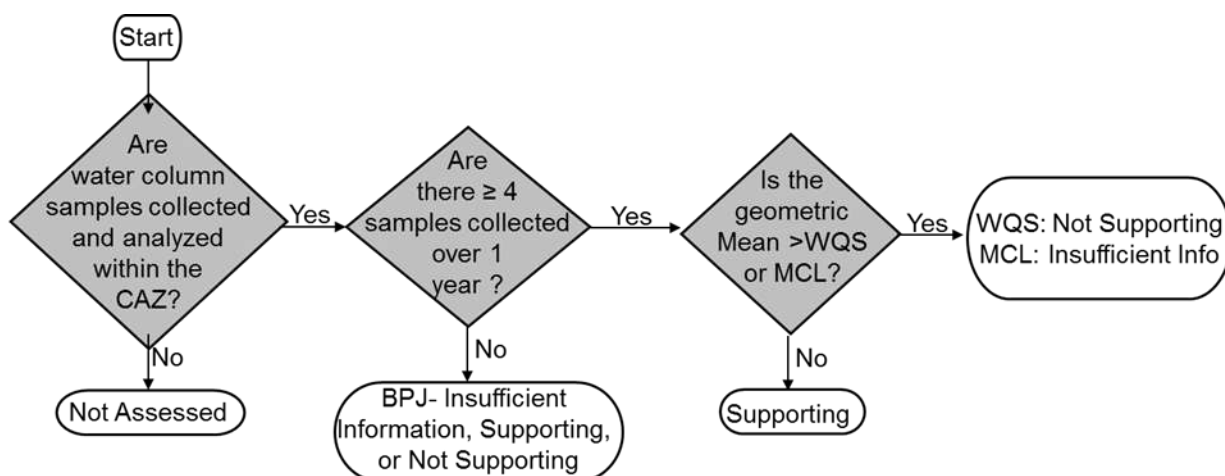 Start
Are
water column
samples collected
and analyzed
within the
CAZ?
Yes
No
Not Assessed
Are
there ≥ 4
samples collected
over 1
year ?
Yes
No
BPJ- Insufficient
Information, Supporting,
or Not Supporting
Is the
geometric
Mean >WQS
or MCL?
Yes
No
Supporting
WQS: Not Supporting
MCL: Insufficient Info